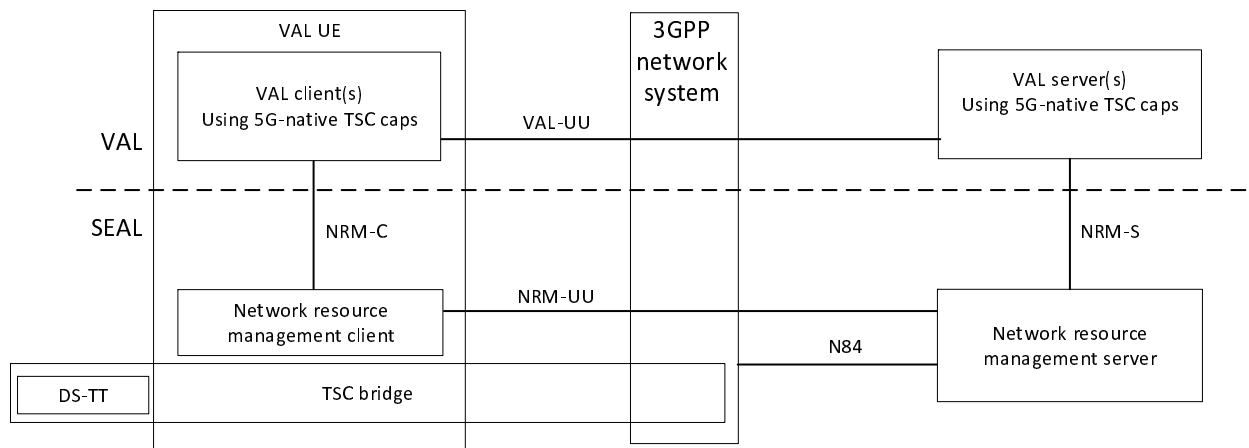 VAL UE
3GPP
network
system
VAL client(s)
Using 5G-native TSC caps
VAL server(s)
Using 5G-native TSC caps
VAL-UU
VAL
SEAL
NRM-C
NRM-S
NRM-UU
Network resource
management client
Network resource
management server
N84
DS-TT
TSC bridge